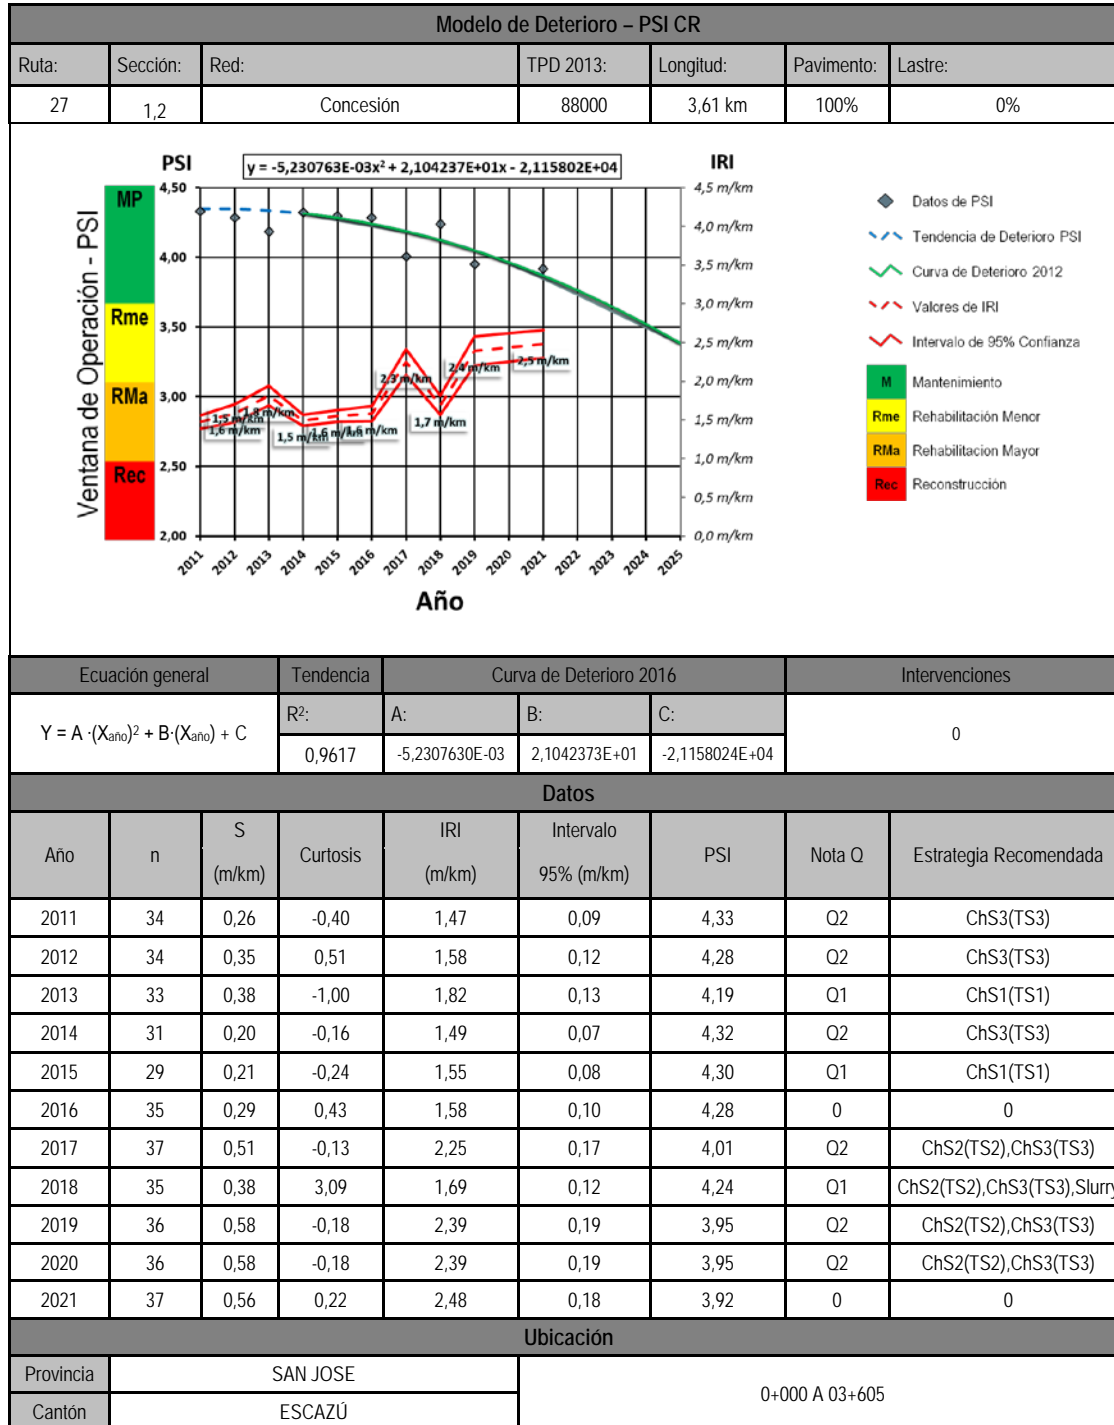 Modelo de Deterioro – PSI CR
Ruta: Sección: Red: TPD 2013: Longitud: Pavimento: Lastre:
27 1,2 Concesión 88000 3,61 km 100% 0%
PSI y = -5,230763E-03x² + 2,104237E+01x - 2,115802E+04 IRI
Ventana de Operación - PSI
MP
Rme
RMa
Rec
4,50
4,00
3,50
3,00
2,50
2,00
4,5 m/km
4,0 m/km
3,5 m/km
3,0 m/km
2,5 m/km
2,0 m/km
1,5 m/km
1,0 m/km
0,5 m/km
0,0 m/km
1,6 m/km
1,5 m/km
1,8 m/km
1,5 m/km
1,6 m/km
1,6 m/km
2,3 m/km
1,7 m/km
2,4 m/km
2,5 m/km
2011 2012 2013 2014 2015 2016 2017 2018 2019 2020 2021 2022 2023 2024 2025
Año
Datos de PSI
Tendencia de Deterioro PSI
Curva de Deterioro 2012
Valores de IRI
Intervalo de 95% Confianza
M Mantenimiento
Rme Rehabilitación Menor
RMa Rehabilitacion Mayor
Rec Reconstrucción
Ecuación general Tendencia Curva de Deterioro 2016 Intervenciones
Y = A ·(Xaño)² + B·(Xaño) + C R²: A: B: C: 0
0,9617 -5,2307630E-03 2,1042373E+01 -2,1158024E+04
Datos
Año n S (m/km) Curtosis IRI (m/km) Intervalo 95% (m/km) PSI Nota Q Estrategia Recomendada
2011 34 0,26 -0,40 1,47 0,09 4,33 Q2 ChS3(TS3)
2012 34 0,35 0,51 1,58 0,12 4,28 Q2 ChS3(TS3)
2013 33 0,38 -1,00 1,82 0,13 4,19 Q1 ChS1(TS1)
2014 31 0,20 -0,16 1,49 0,07 4,32 Q2 ChS3(TS3)
2015 29 0,21 -0,24 1,55 0,08 4,30 Q1 ChS1(TS1)
2016 35 0,29 0,43 1,58 0,10 4,28 0 0
2017 37 0,51 -0,13 2,25 0,17 4,01 Q2 ChS2(TS2),ChS3(TS3)
2018 35 0,38 3,09 1,69 0,12 4,24 Q1 ChS2(TS2),ChS3(TS3),Slurry
2019 36 0,58 -0,18 2,39 0,19 3,95 Q2 ChS2(TS2),ChS3(TS3)
2020 36 0,58 -0,18 2,39 0,19 3,95 Q2 ChS2(TS2),ChS3(TS3)
2021 37 0,56 0,22 2,48 0,18 3,92 0 0
Ubicación
Provincia SAN JOSE 0+000 A 03+605
Cantón ESCAZÚ